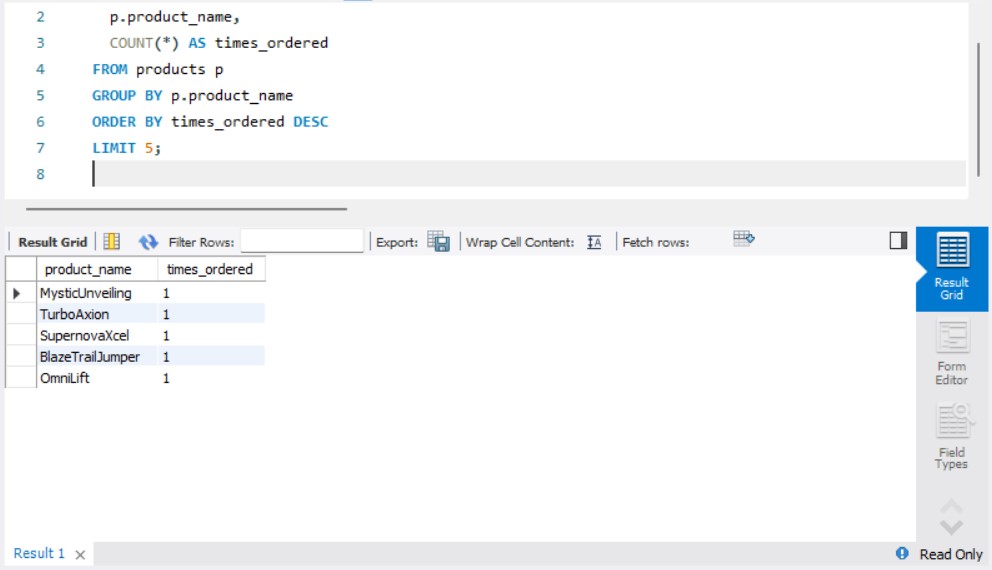 2 p.product_name,
3 COUNT(*) AS times_ordered
4 FROM products p
5 GROUP BY p.product_name
6 ORDER BY times_ordered DESC
7 LIMIT 5;
8
Result Grid Filter Rows: Export: Wrap Cell Content: IA Fetch rows:
product_name times_ordered
MysticUnveiling 1
TurboAxion 1
SupernovaXcel 1
BlazeTrailJumper 1
OmniLift 1
Result
Grid
Form
Editor
Field
Types
Result 1 × Read Only